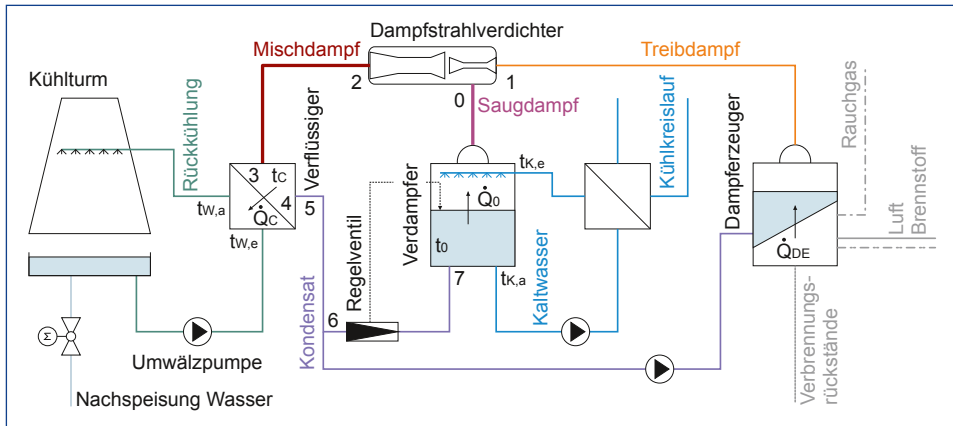 Dampfstrahlverdichter
Mischdampf
Treibdampf
2
1
0
Saugdampf
Kühlturm
Rückkühlung
3
tC
4
Q̇C
tW,a
tW,e
Verflüssiger
5
Verdampfer
tK,e
Q̇0
t0
7
tK,a
Kühlkreislauf
Kaltwasser
Dampferzeuger
Q̇DE
Rauchgas
Luft
Brennstoff
Verbrennungs-
rückstände
Regelventil
6
Kondensat
Umwälzpumpe
Σ
Nachspeisung Wasser